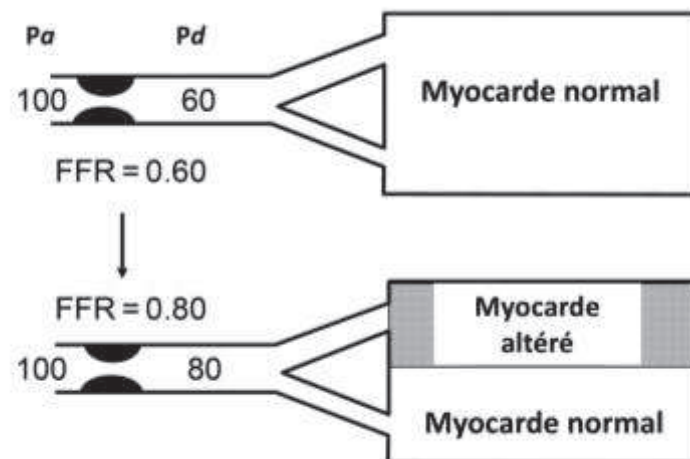 Pa Pd
100 60
Myocarde normal
FFR = 0.60
FFR = 0.80
100 80
Myocarde
altéré
Myocarde normal